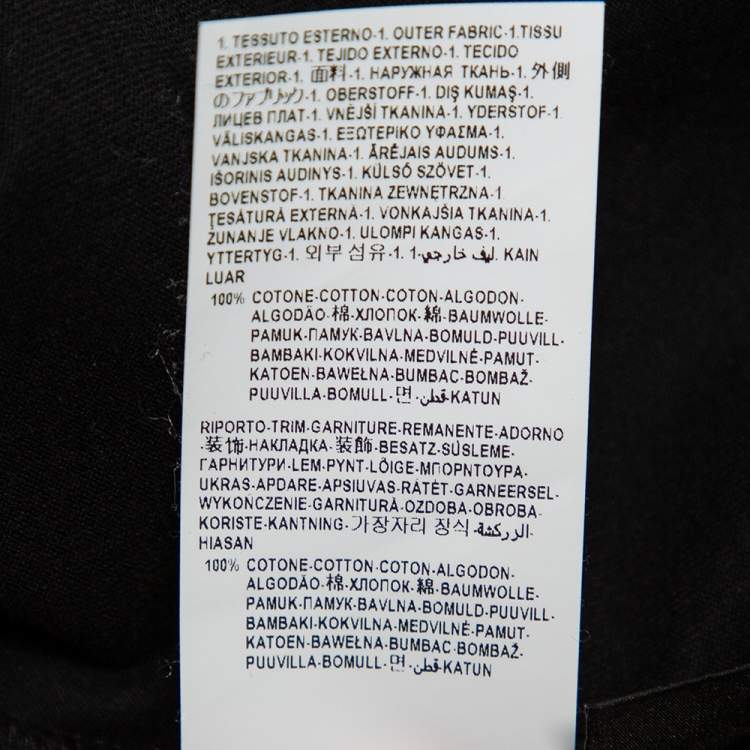 1. TESSUTO ESTERNO-1. OUTER FABRIC-1.TISSU
EXTERIEUR-1. TEJIDO EXTERNO-1. TECIDO
EXTERIOR-1. 面料-1. НАРУЖНАЯ ТКАНЬ-1. 外側
のファブリック-1. OBERSTOFF-1. DIŞ KUMAŞ-1.
ЛИЦЕВ ПЛАТ-1. VNĚJŠÍ TKANINA-1. YDERSTOF-1.
VÄLISKANGAS-1. ΕΞΩΤΕΡΙΚΟ ΥΦΑΣΜΑ-1.
VANJSKA TKANINA-1. ĀRĒJAIS AUDUMS-1.
IŠORINIS AUDINYS-1. KÜLSŐ SZÖVET-1.
BOVENSTOF-1. TKANINA ZEWNĘTRZNA-1.
ŢESĂTURĂ EXTERNĂ-1. VONKAJŠIA TKANINA-1.
ZUNANJE VLAKNO-1. ULOMPI KANGAS-1.
YTTERTYG-1. 외부 섬유-1. ليف خارجي-1. 1. KAIN
LUAR
100% COTONE-COTTON-COTON-ALGODON-
ALGODÃO-棉-ХЛОПОК-綿-BAUMWOLLE-
PAMUK-ПАМУК-BAVLNA-BOMULD-PUUVILL-
BAMBAKI-KOKVILNA-MEDVILNĖ-PAMUT-
KATOEN-BAWEŁNA-BUMBAC-BOMBAŽ-
PUUVILLA-BOMULL-면-قطن-KATUN
RIPORTO-TRIM-GARNITURE-REMANENTE-ADORNO
-装饰-НАКЛАДКА-装飾-BESATZ-SÜSLEME-
ГАРНИТУРИ-LEM-PYNT-LÕIGE-ΜΠΟΡΝΤΟΥΡΑ-
UKRAS-APDARE-APSIUVAS-RÁTÉT-GARNEERSEL-
WYKOŃCZENIE-GARNITURĂ-OZDOBA-OBROBA-
KORISTE-KANTNING-가장자리 장식-الزركشة-
HIASAN
100% COTONE-COTTON-COTON-ALGODON-
ALGODÃO-棉-ХЛОПОК-綿-BAUMWOLLE-
PAMUK-ПАМУК-BAVLNA-BOMULD-PUUVILL-
BAMBAKI-KOKVILNA-MEDVILNĖ-PAMUT-
KATOEN-BAWEŁNA-BUMBAC-BOMBAŽ-
PUUVILLA-BOMULL-면-قطن-KATUN